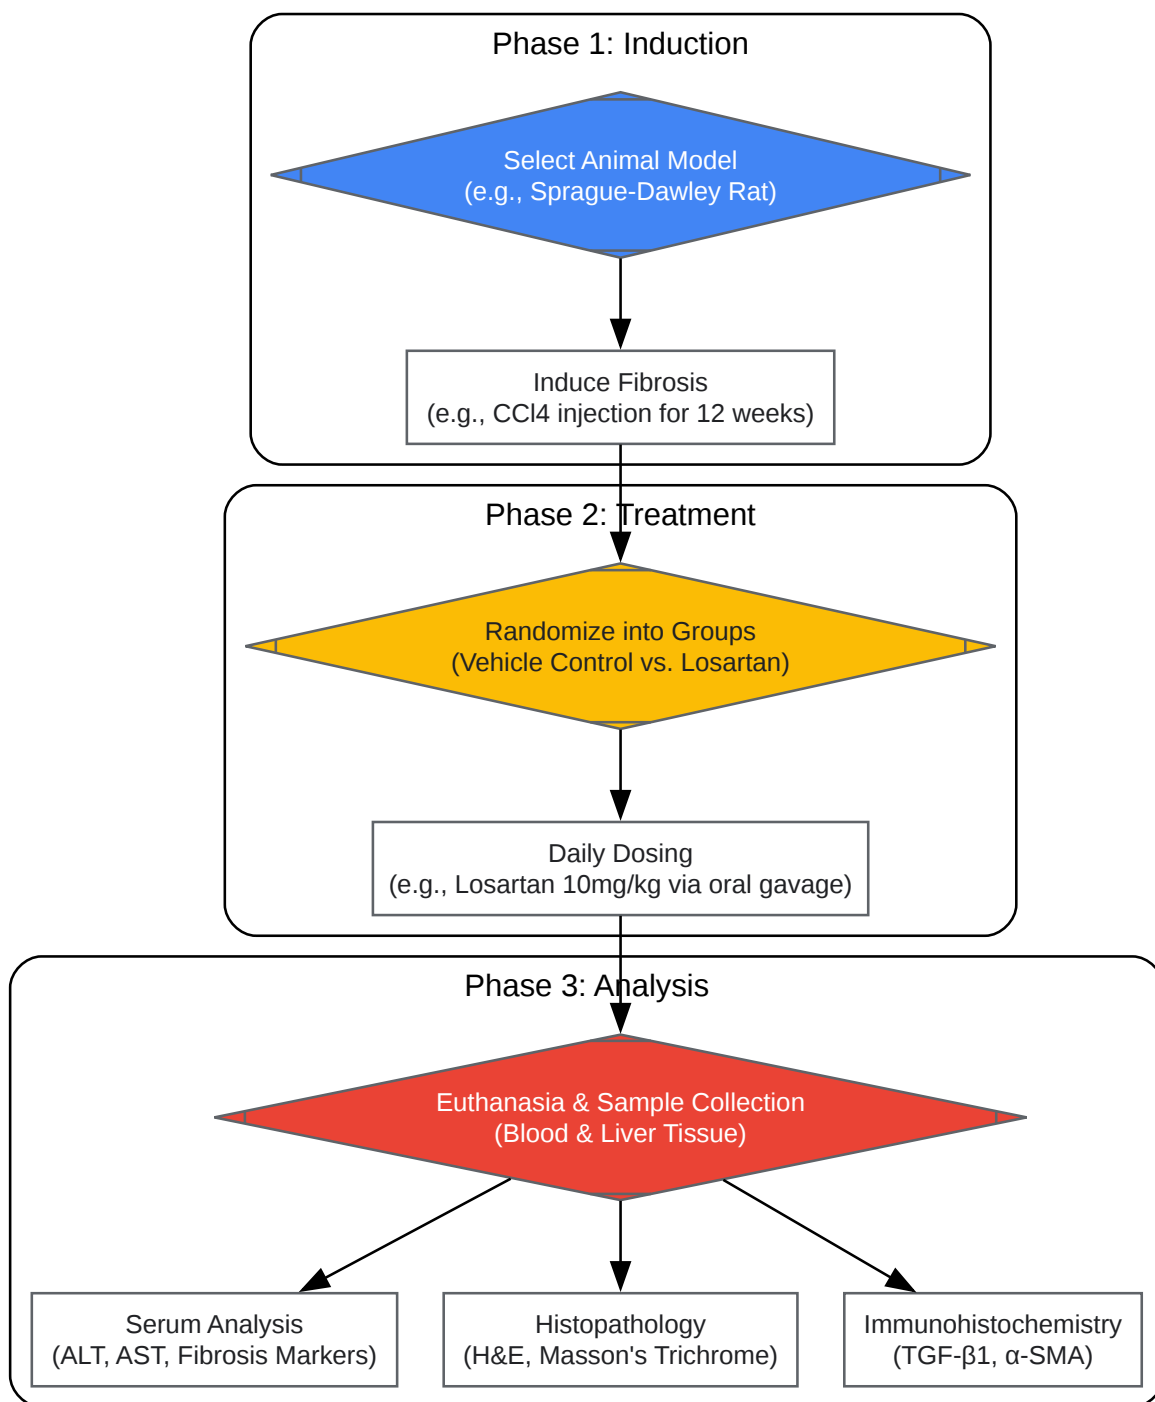 Phase 1: Induction
Select Animal Model
(e.g., Sprague-Dawley Rat)
Induce Fibrosis
(e.g., CCl4 injection for 12 weeks)
Phase 2: Treatment
Randomize into Groups
(Vehicle Control vs. Losartan)
Daily Dosing
(e.g., Losartan 10mg/kg via oral gavage)
Phase 3: Analysis
Euthanasia & Sample Collection
(Blood & Liver Tissue)
Serum Analysis
(ALT, AST, Fibrosis Markers)
Histopathology
(H&E, Masson's Trichrome)
Immunohistochemistry
(TGF-β1, α-SMA)